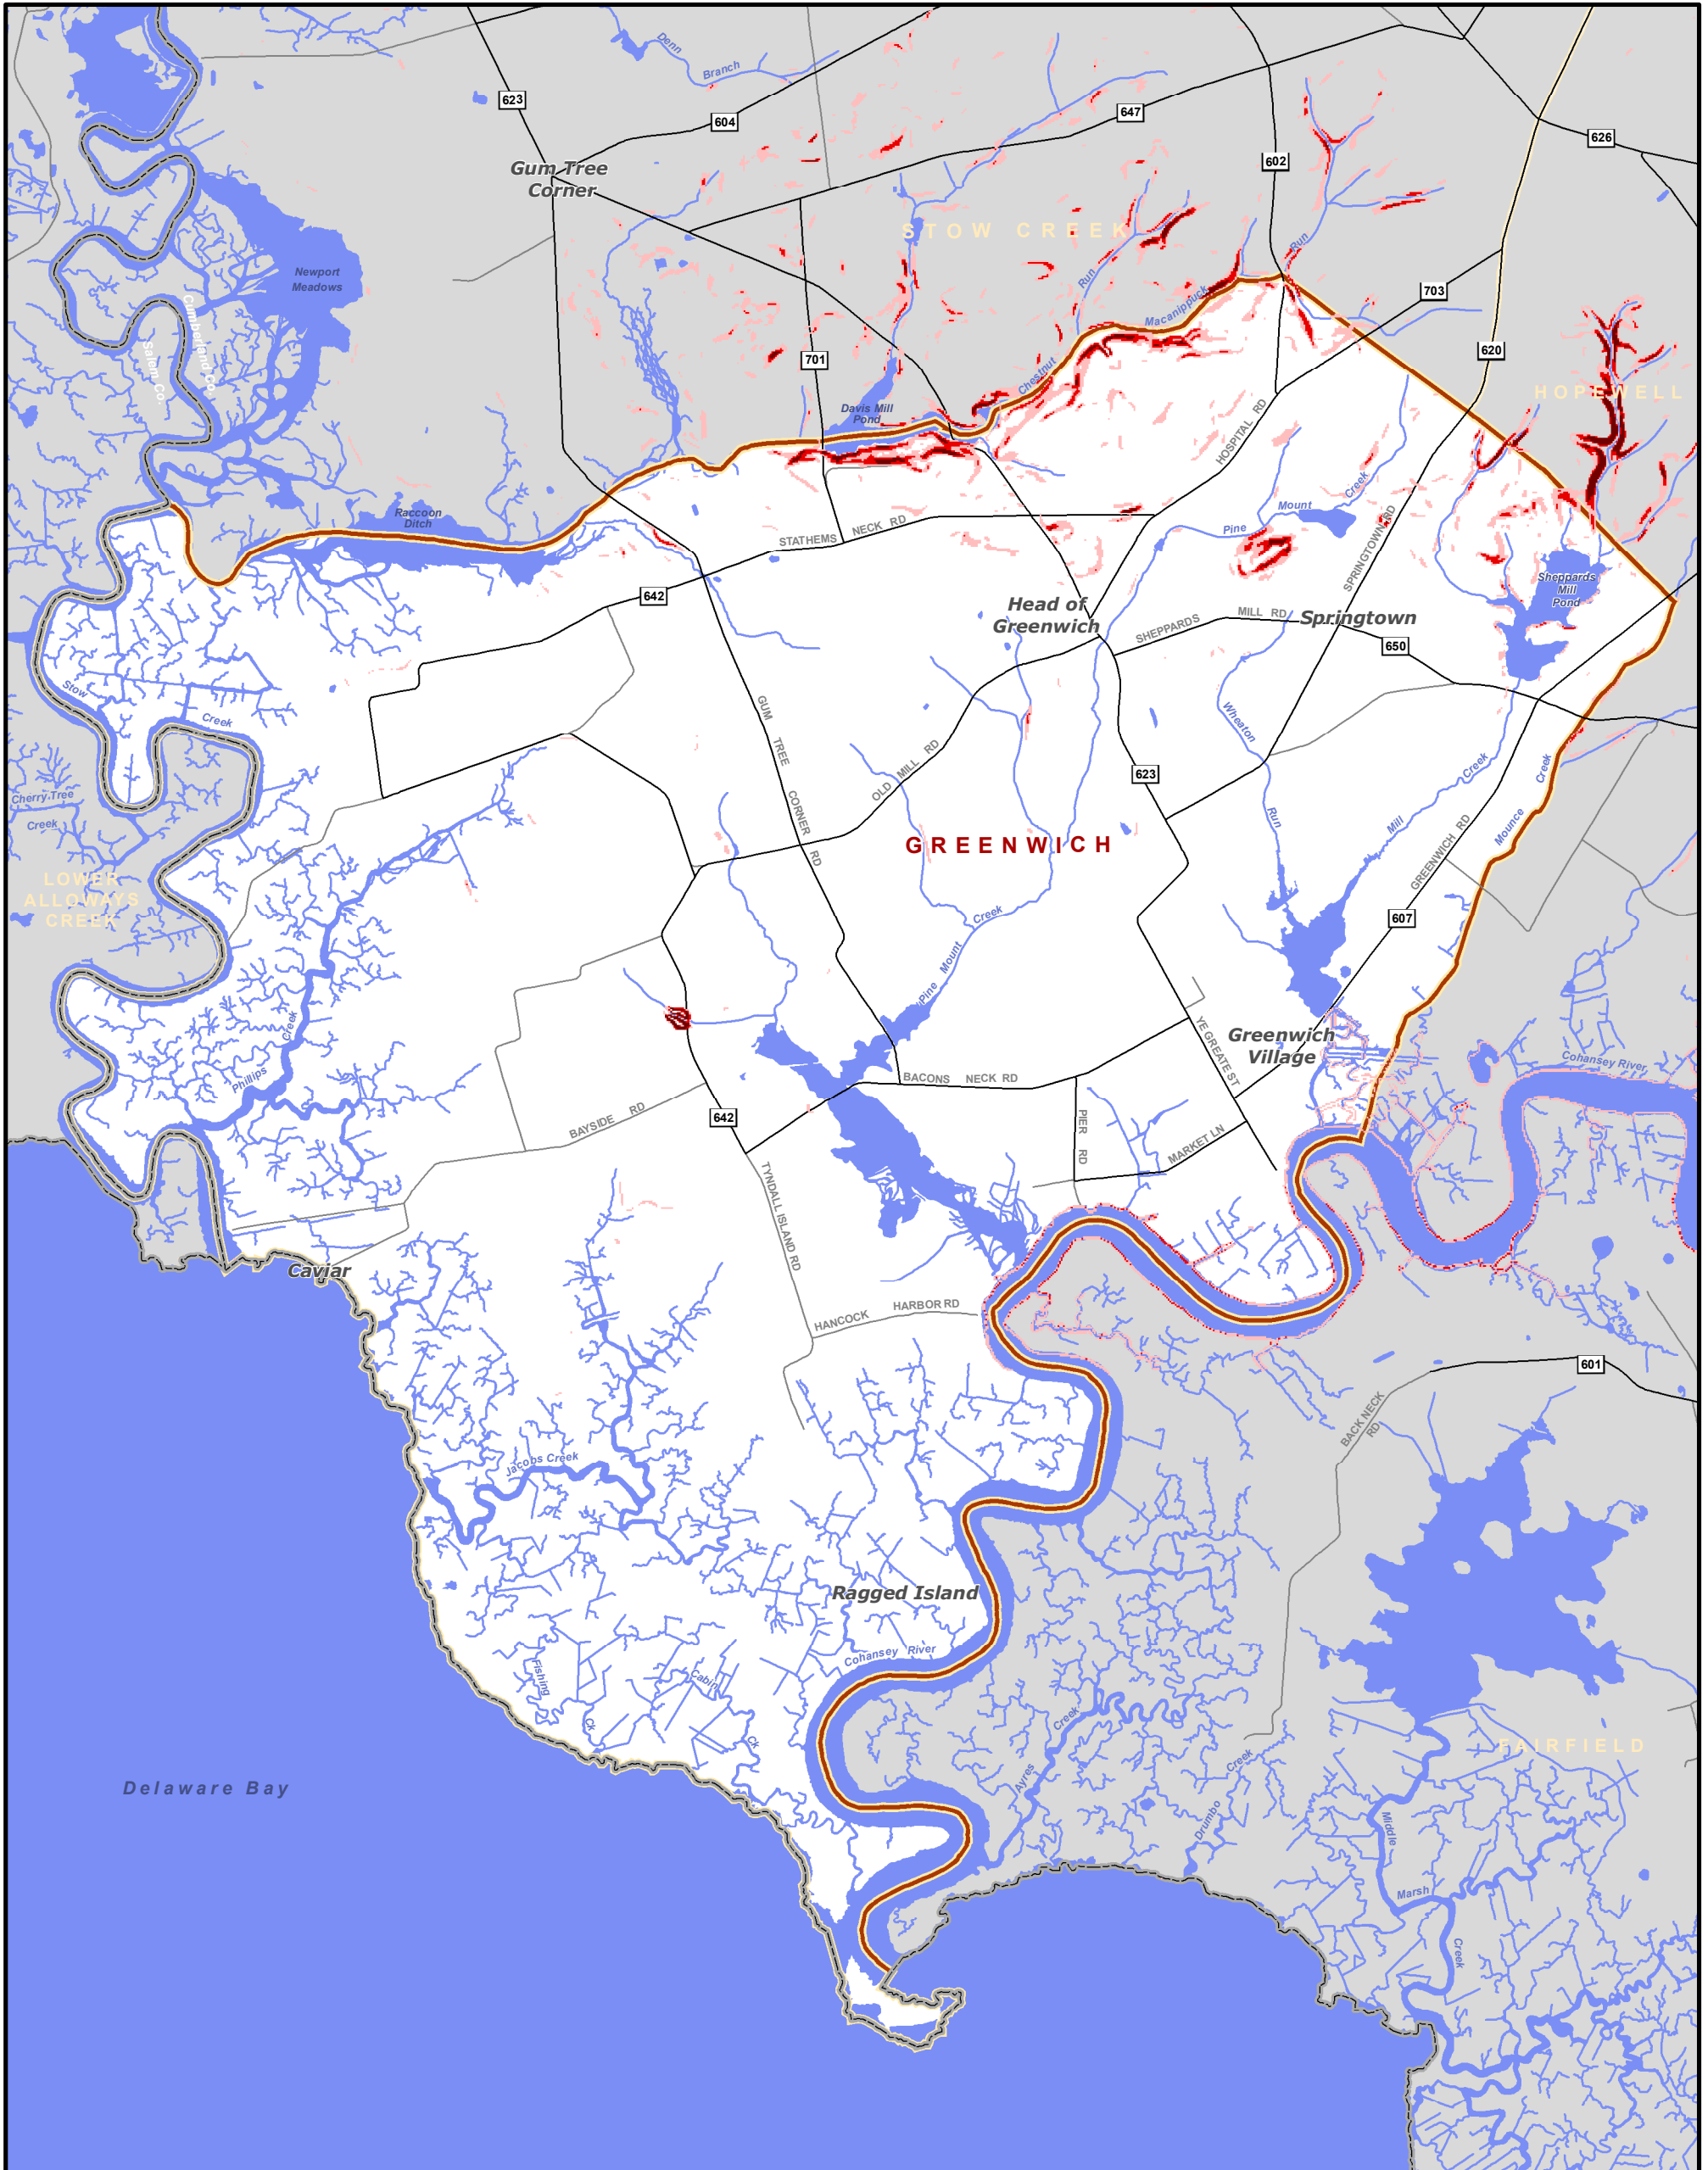 Denn
Branch
623
604
647
626
602
Gum Tree
Corner
STOW CREEK
Run
Run
Newport
Meadows
Macanippuck
703
Cumberland Co.
Salem Co.
701
620
Chestnut
HOPEWELL
Davis Mill
Pond
HOSPITAL RD
Raccoon
Ditch
STATHEMS NECK RD
Pine
Mount
Creek
SPRINGTOWN RD
Sheppards
Mill
Pond
642
Head of
Greenwich
SHEPPARDS MILL RD
Springtown
650
Stow
Creek
GUM TREE CORNER RD
Wheaton
Run
OLD MILL RD
623
Mill
Creek
Mounce
Creek
Cherry Tree
Creek
GREENWICH
GREENWICH RD
LOWER
ALLOWAYS
CREEK
607
Creek
Mount
Pine
Phillips
Creek
YE GREATE ST
Greenwich
Village
Cohansey River
BACONS NECK RD
BAYSIDE RD
642
PIER RD
MARKET LN
TYNDALL ISLAND RD
Caviar
HANCOCK HARBOR RD
601
BACK NECK
RD
Jacobs Creek
Ragged Island
Cohansey River
Fishing
Ck
Cabin
Ck
Ayres
Creek
Drumbo
Creek
FAIRFIELD
Delaware Bay
Middle
Marsh
Creek